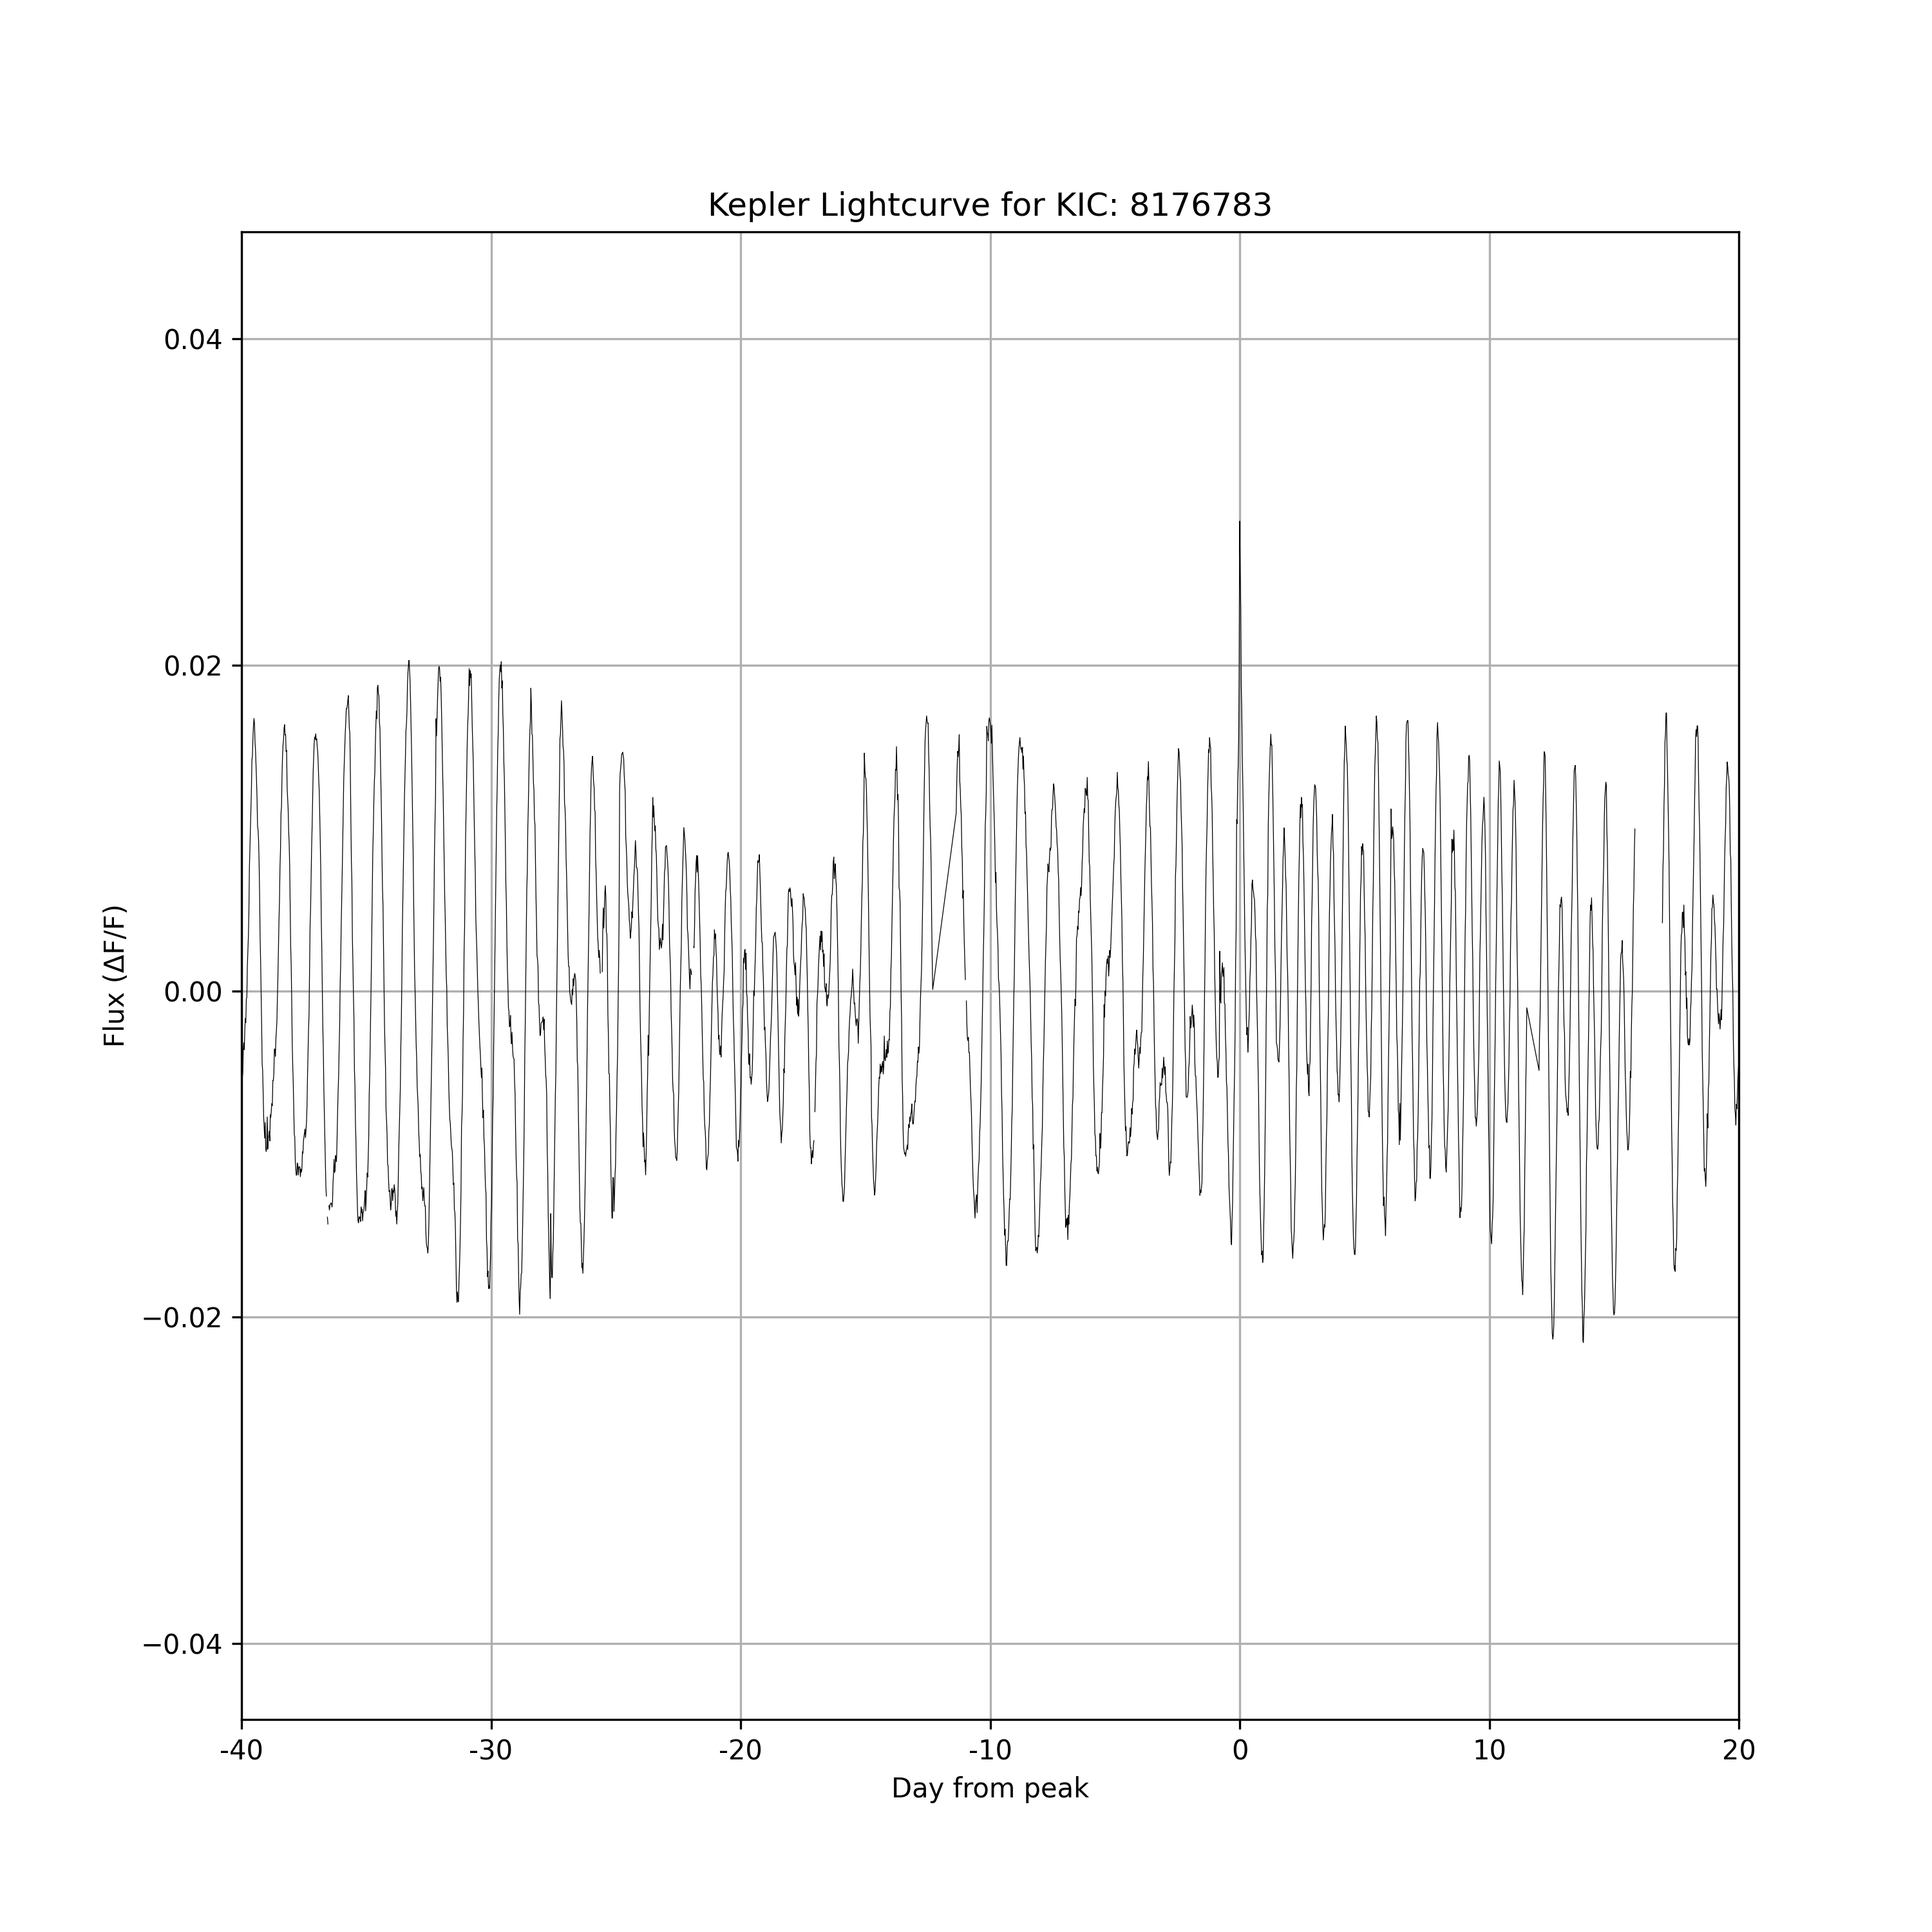 Kepler Lightcurve for KIC: 8176783
0.04
0.02
0.00
−0.02
−0.04
Flux (ΔF/F)
-40 -30 -20 -10 0 10 20
Day from peak